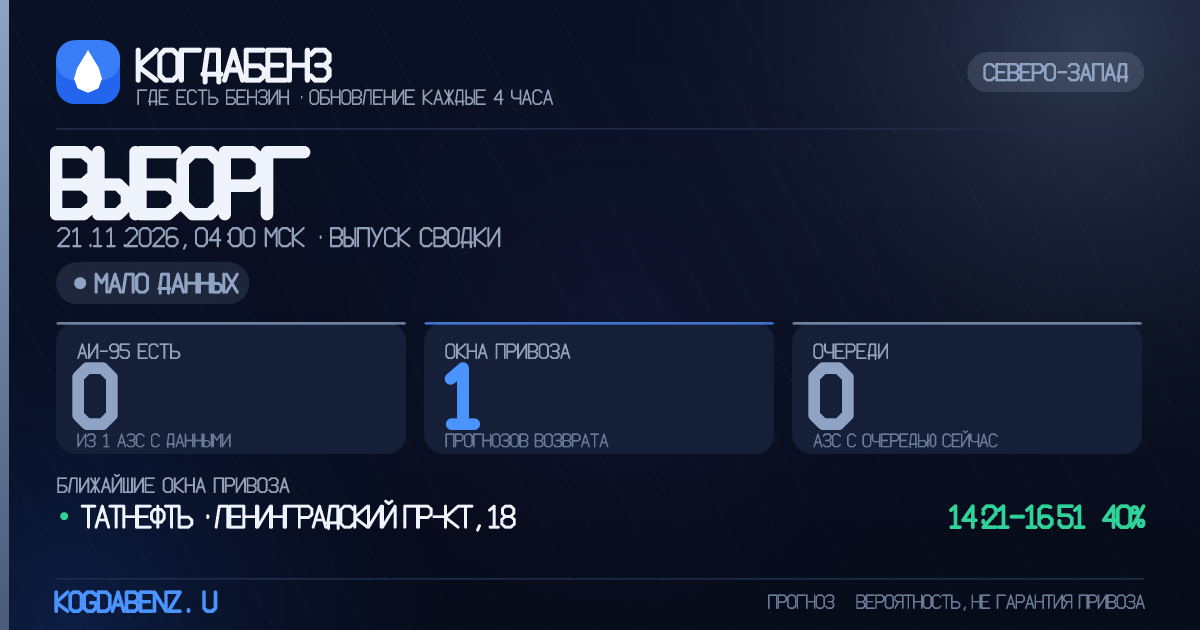 КОГДАБЕНЗ
ГДЕ ЕСТЬ БЕНЗИН · ОБНОВЛЕНИЕ КАЖДЫЕ 4 ЧАСА
СЕВЕРО-ЗАПАД
ВЫБОРГ
21.11.2026, 04:00 МСК · ВЫПУСК СВОДКИ
МАЛО ДАННЫХ
АИ-95 ЕСТЬ
0
ИЗ 1 АЗС С ДАННЫМИ
ОКНА ПРИВОЗА
1
ПРОГНОЗОВ ВОЗВРАТА
ОЧЕРЕДИ
0
АЗС С ОЧЕРЕДЬЮ СЕЙЧАС
БЛИЖАЙШИЕ ОКНА ПРИВОЗА
• ТАТНЕФТЬ · ЛЕНИНГРАДСКИЙ ПР-КТ, 18
14:21-16:51 40%
KOGDABENZ. U
ПРОГНОЗ ВЕРОЯТНОСТЬ, НЕ ГАРАНТИЯ ПРИВОЗА